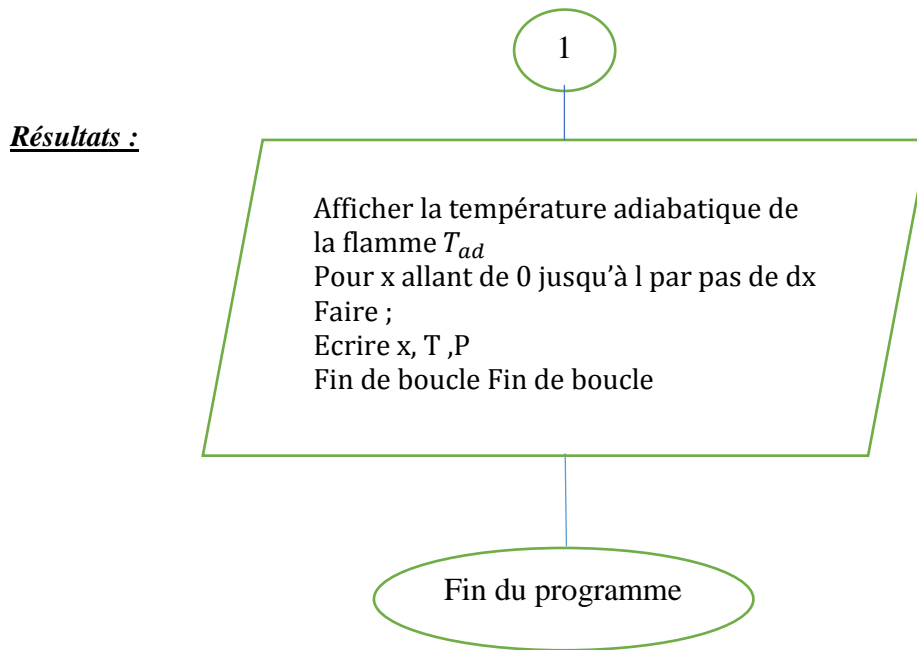 1
Résultats :
Afficher la température adiabatique de
la flamme T_ad
Pour x allant de 0 jusqu’à l par pas de dx
Faire ;
Ecrire x, T ,P
Fin de boucle Fin de boucle
Fin du programme